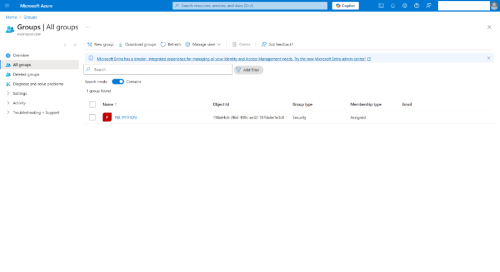 Microsoft Azure
Search resources, services, and docs (G+/)
Copilot
Home > Groups
Groups | All groups
...
Overview
All groups
Deleted groups
Diagnose and solve problems
Settings
Activity
Troubleshooting + Support
New group
Download groups
Refresh
Manage view
Delete
Got feedback?
Microsoft Entra has a simpler, integrated experience for managing all your Identity and Access Management needs. Try the new Microsoft Entra admin center!
Search
Add filter
Search mode
Contains
1 group found
Name ↑
Object Id
Group type
Membership type
Email
P
Security
Assigned